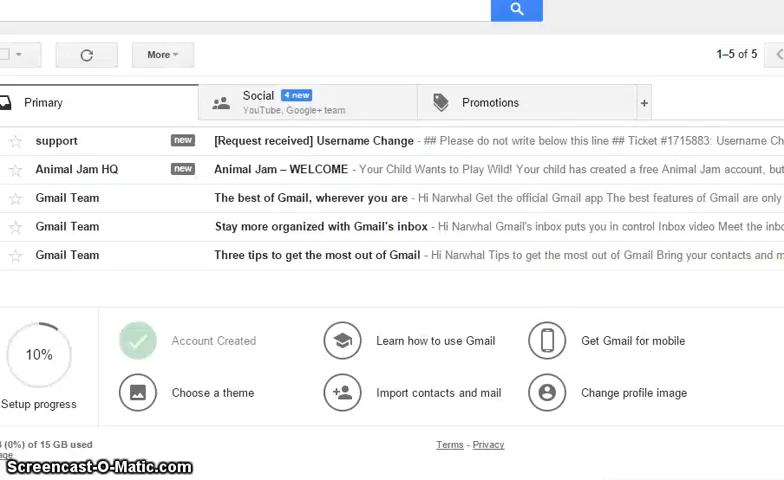 More
1–5 of 5
Primary
Social 4 new
YouTube, Google+ team
Promotions
+
support new [Request received] Username Change - ## Please do not write below this line ## Ticket #1715883: Username Ch
Animal Jam HQ new Animal Jam – WELCOME - Your Child Wants to Play Wild! Your child has created a free Animal Jam account, but
Gmail Team The best of Gmail, wherever you are - Hi Narwhal Get the official Gmail app The best features of Gmail are only
Gmail Team Stay more organized with Gmail's inbox - Hi Narwhal Gmail's inbox puts you in control Inbox video Meet the inbo
Gmail Team Three tips to get the most out of Gmail - Hi Narwhal Tips to get the most out of Gmail Bring your contacts and m
10%
Setup progress
Account Created
Learn how to use Gmail
Get Gmail for mobile
Choose a theme
Import contacts and mail
Change profile image
(0%) of 15 GB used
Terms - Privacy
Screencast-O-Matic.com